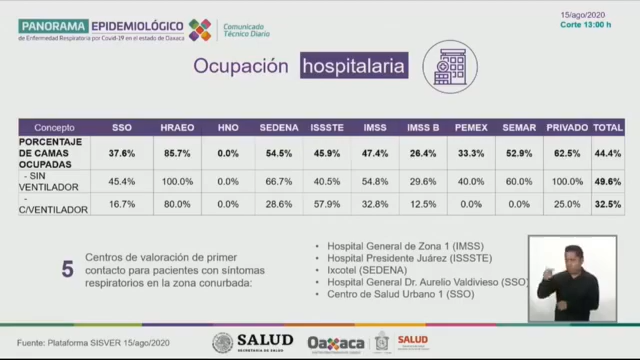 PANORAMA EPIDEMIOLÓGICO
de Enfermedad Respiratoria por Covid-19 en el estado de Oaxaca
Comunicado
Técnico Diario
15/ago/2020
Corte 13:00 h
Ocupación hospitalaria
Concepto SSO HRAEO HNO SEDENA ISSSTE IMSS IMSS B PEMEX SEMAR PRIVADO TOTAL
PORCENTAJE DE CAMAS OCUPADAS 37.6% 85.7% 0.0% 54.5% 45.9% 47.4% 26.4% 33.3% 52.9% 62.5% 44.4%
- SIN VENTILADOR 45.4% 100.0% 0.0% 66.7% 40.5% 54.8% 29.6% 40.0% 60.0% 100.0% 49.6%
- C/VENTILADOR 16.7% 80.0% 0.0% 28.6% 57.9% 32.8% 12.5% 0.0% 0.0% 25.0% 32.5%
5
Centros de valoración de primer
contacto para pacientes con síntomas
respiratorios en la zona conurbada:
• Hospital General de Zona 1 (IMSS)
• Hospital Presidente Juárez (ISSSTE)
• Ixcotel (SEDENA)
• Hospital General Dr. Aurelio Valdivieso (SSO)
• Centro de Salud Urbano 1 (SSO)
Fuente: Plataforma SISVER 15/ago/2020
SALUD
SECRETARÍA DE SALUD
Oaxaca
SALUD